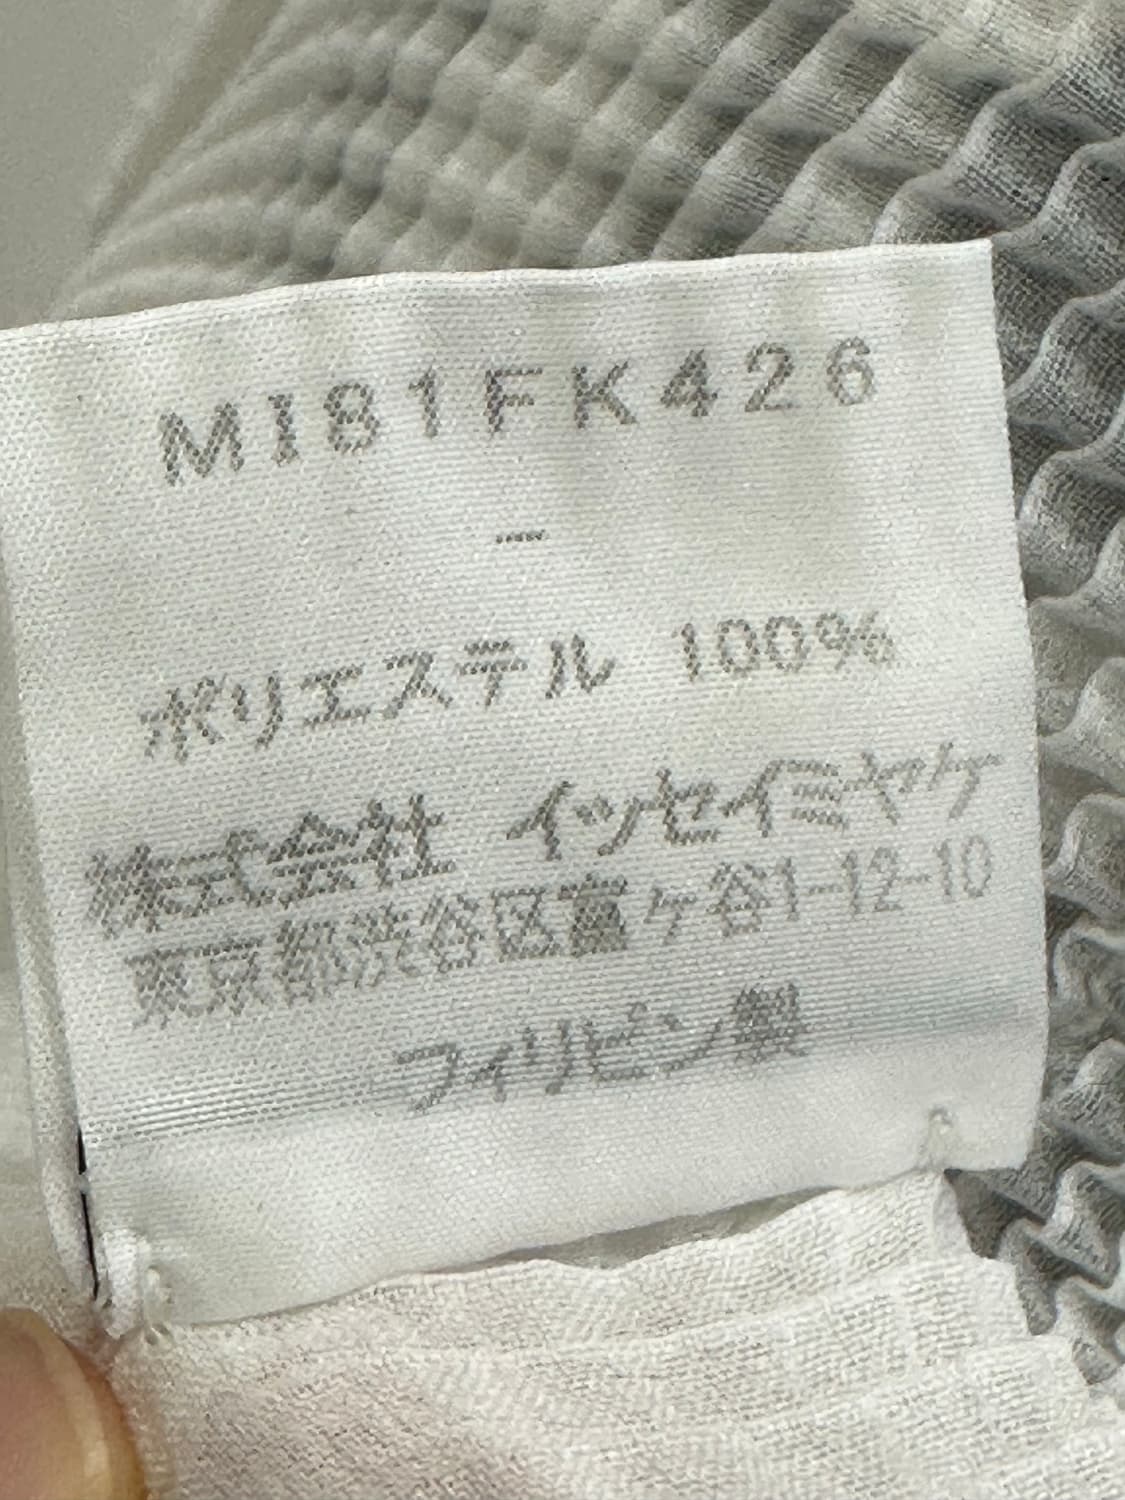 MI81FK426
—
ポリエステル 100%
株式会社 イッセイミヤケ
東京都渋谷区富ヶ谷1-12-10
フィリピン製